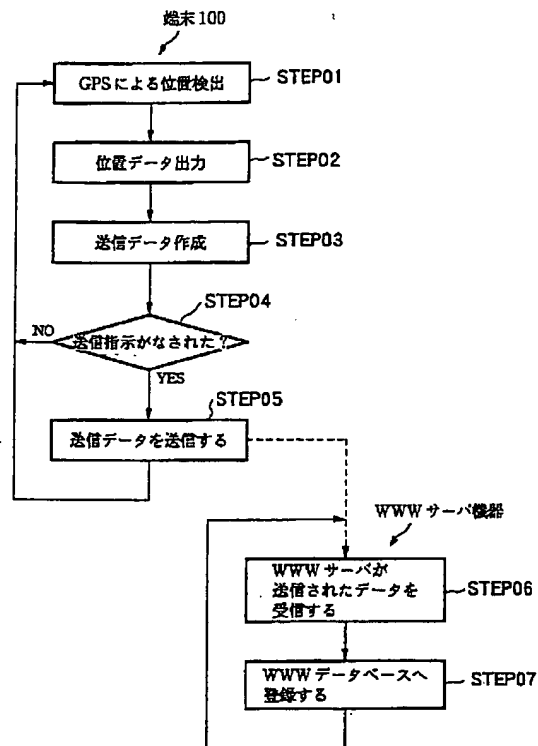 端末100
GPSによる位置検出
STEP01
位置データ出力
STEP02
送信データ作成
STEP03
STEP04
送信指示がなされた?
NO
YES
STEP05
送信データを送信する
WWWサーバ機器
WWWサーバが
送信されたデータを
受信する
STEP06
WWWデータベースへ
登録する
STEP07